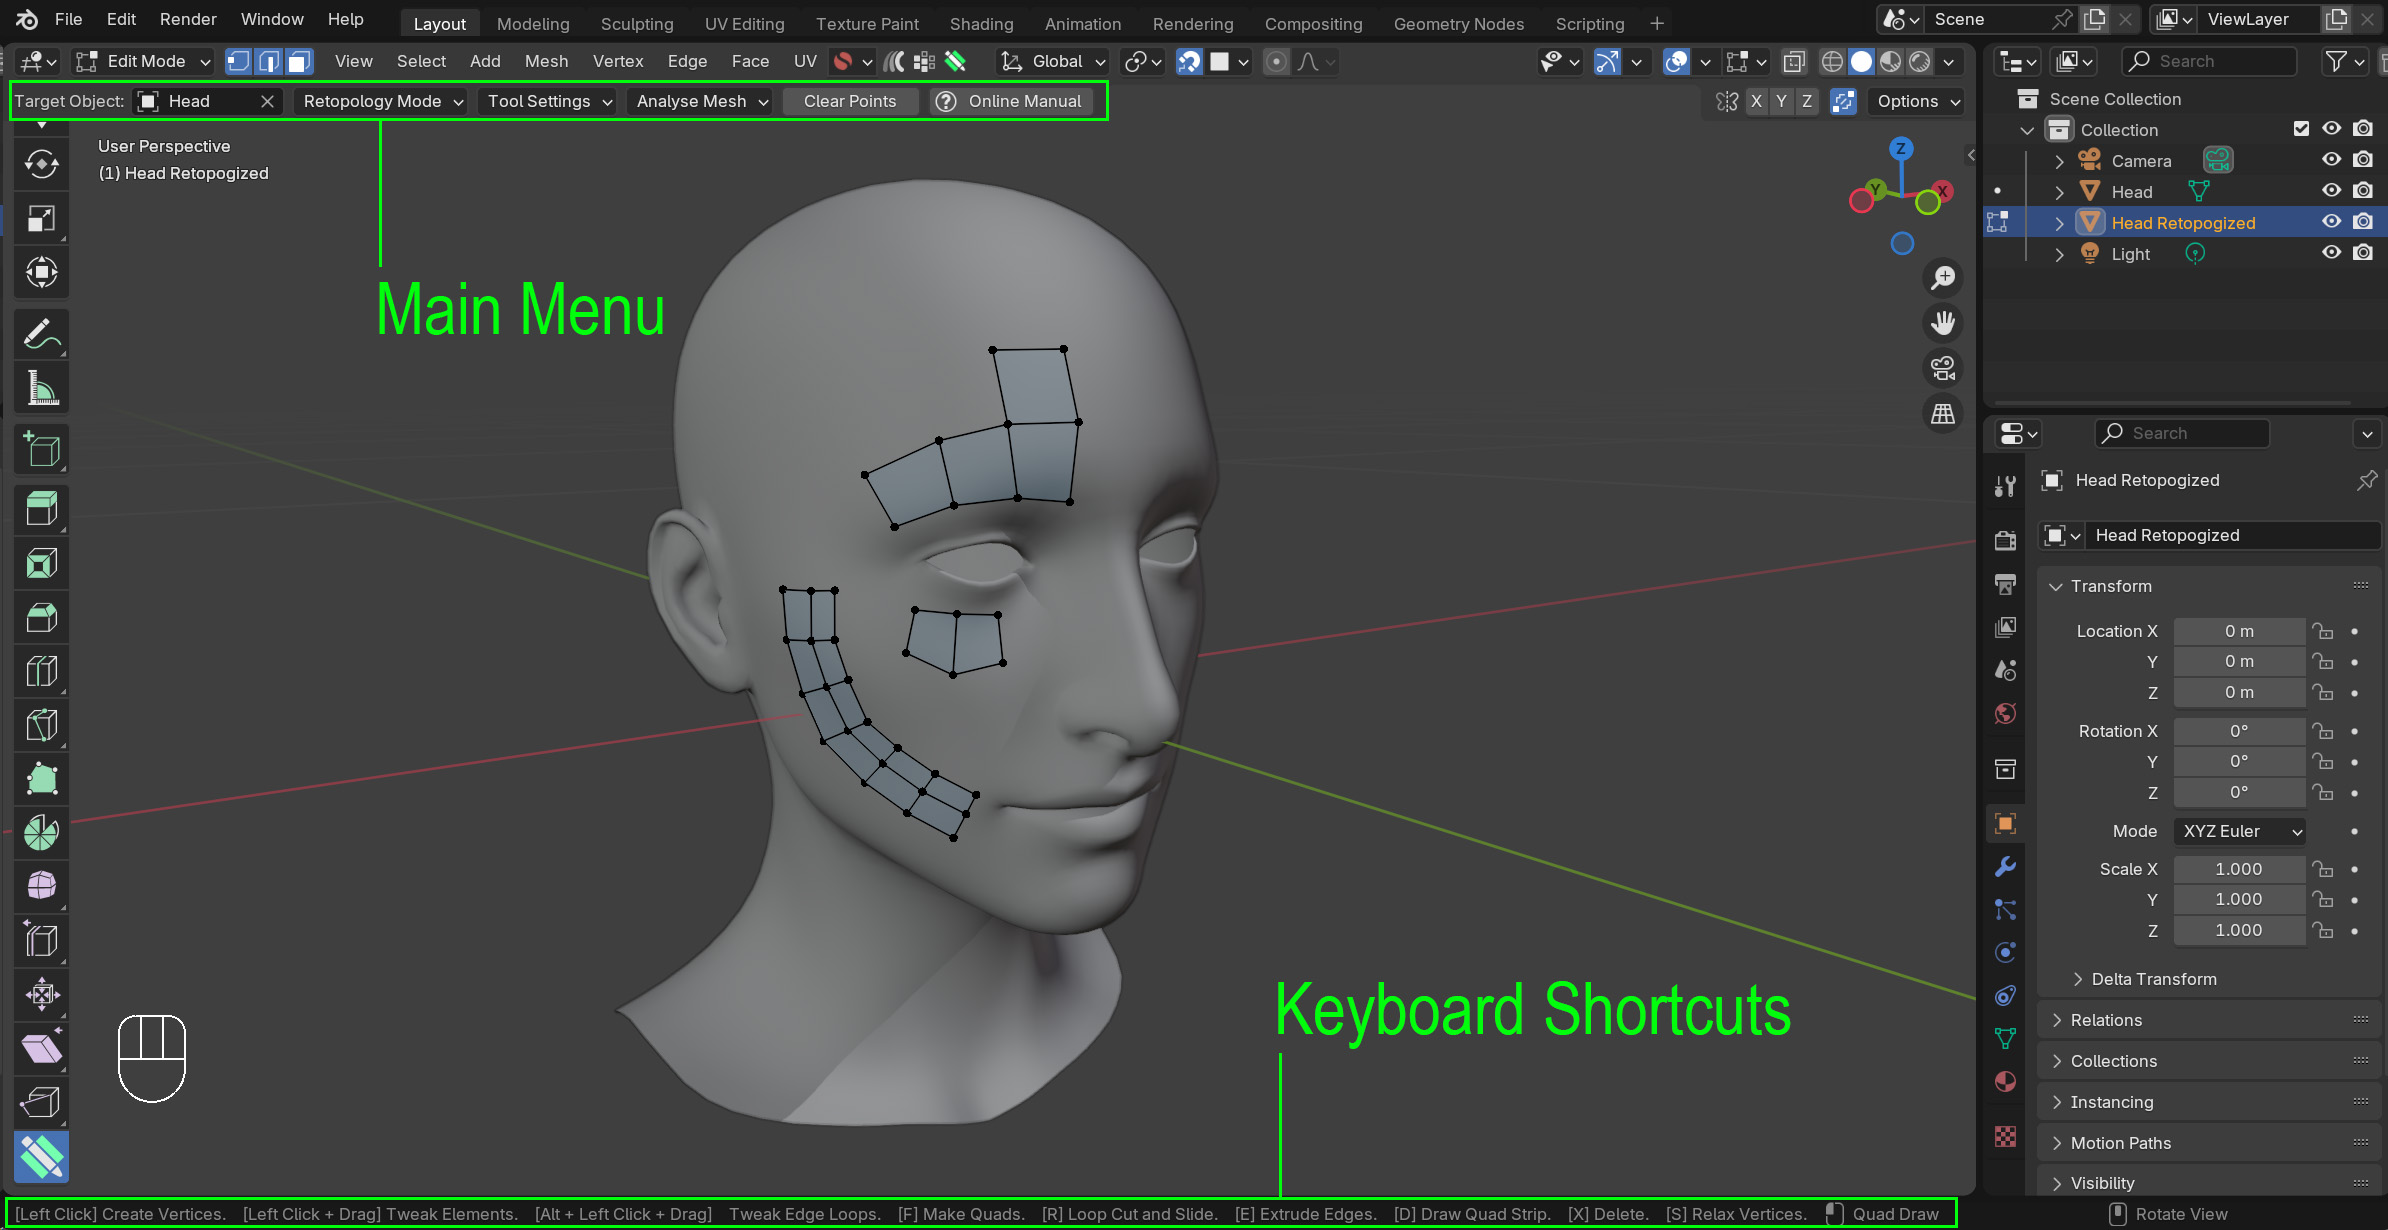 File Edit Render Window Help Layout Modeling Sculpting UV Editing Texture Paint Shading Animation Rendering Compositing Geometry Nodes Scripting + Scene ViewLayer
Edit Mode View Select Add Mesh Vertex Edge Face UV Global Search
Target Object: Head Retopology Mode Tool Settings Analyse Mesh Clear Points Online Manual X Y Z Options
User Perspective
(1) Head Retopogized
Main Menu
Z
Y
X
Keyboard Shortcuts
Scene Collection
Collection
Camera
Head
Head Retopogized
Light
Search
Head Retopogized
Head Retopogized
Transform
Location X 0 m
Y 0 m
Z 0 m
Rotation X 0°
Y 0°
Z 0°
Mode XYZ Euler
Scale X 1.000
Y 1.000
Z 1.000
Delta Transform
Relations
Collections
Instancing
Motion Paths
Visibility
[Left Click] Create Vertices. [Left Click + Drag] Tweak Elements. [Alt + Left Click + Drag] Tweak Edge Loops. [F] Make Quads. [R] Loop Cut and Slide. [E] Extrude Edges. [D] Draw Quad Strip. [X] Delete. [S] Relax Vertices. Quad Draw Rotate View